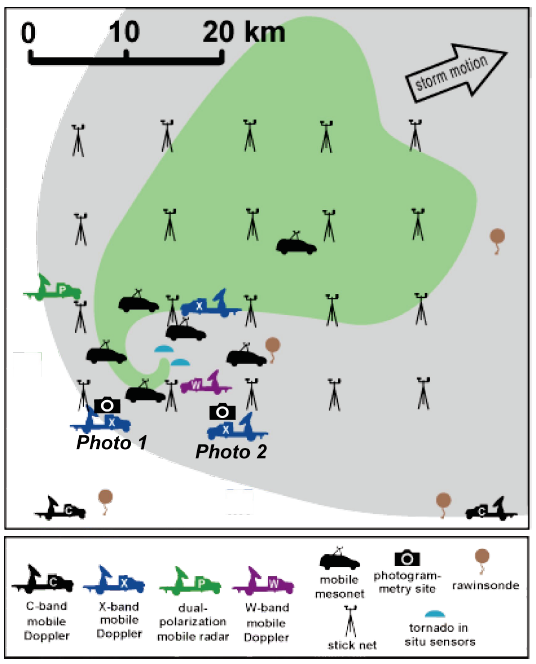 0 10 20 km
storm motion
P
X
W
X
X
Photo 1
Photo 2
C
C
C
X
P
W
C-band
mobile
Doppler
X-band
mobile
Doppler
dual-
polarization
mobile radar
W-band
mobile
Doppler
mobile
mesonet
photogram-
metry site
rawinsonde
stick net
tornado in
situ sensors